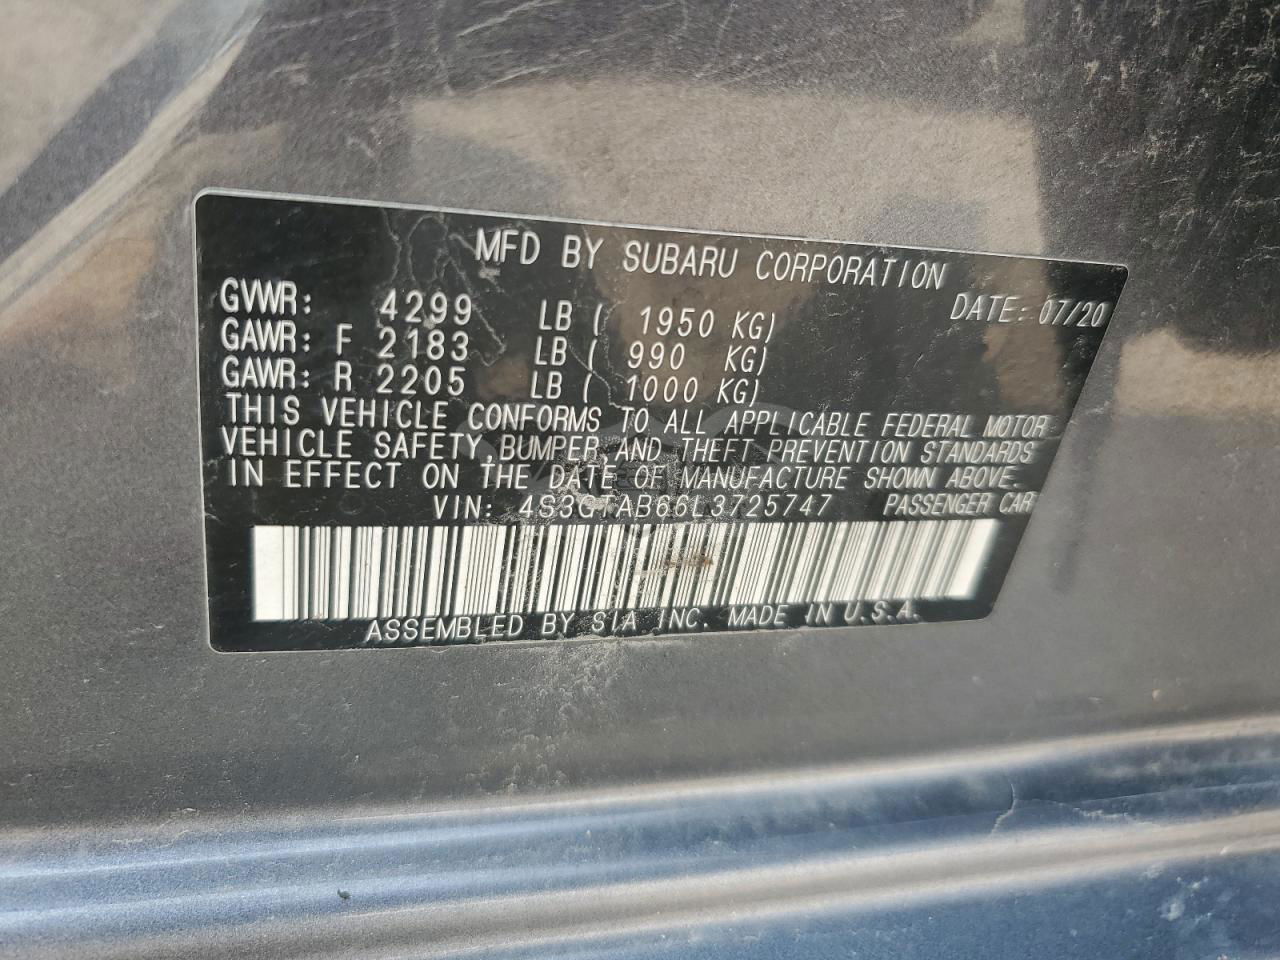 MFD BY SUBARU CORPORATION
GVWR: 4299 LB ( 1950 KG) DATE: 07/20
GAWR: F 2183 LB ( 990 KG)
GAWR: R 2205 LB ( 1000 KG)
THIS VEHICLE CONFORMS TO ALL APPLICABLE FEDERAL MOTOR
VEHICLE SAFETY, BUMPER, AND THEFT PREVENTION STANDARDS
IN EFFECT ON THE DATE OF MANUFACTURE SHOWN ABOVE.
VIN: 4S3GTAB66L3725747 PASSENGER CAR
ASSEMBLED BY SIA INC. MADE IN U.S.A.